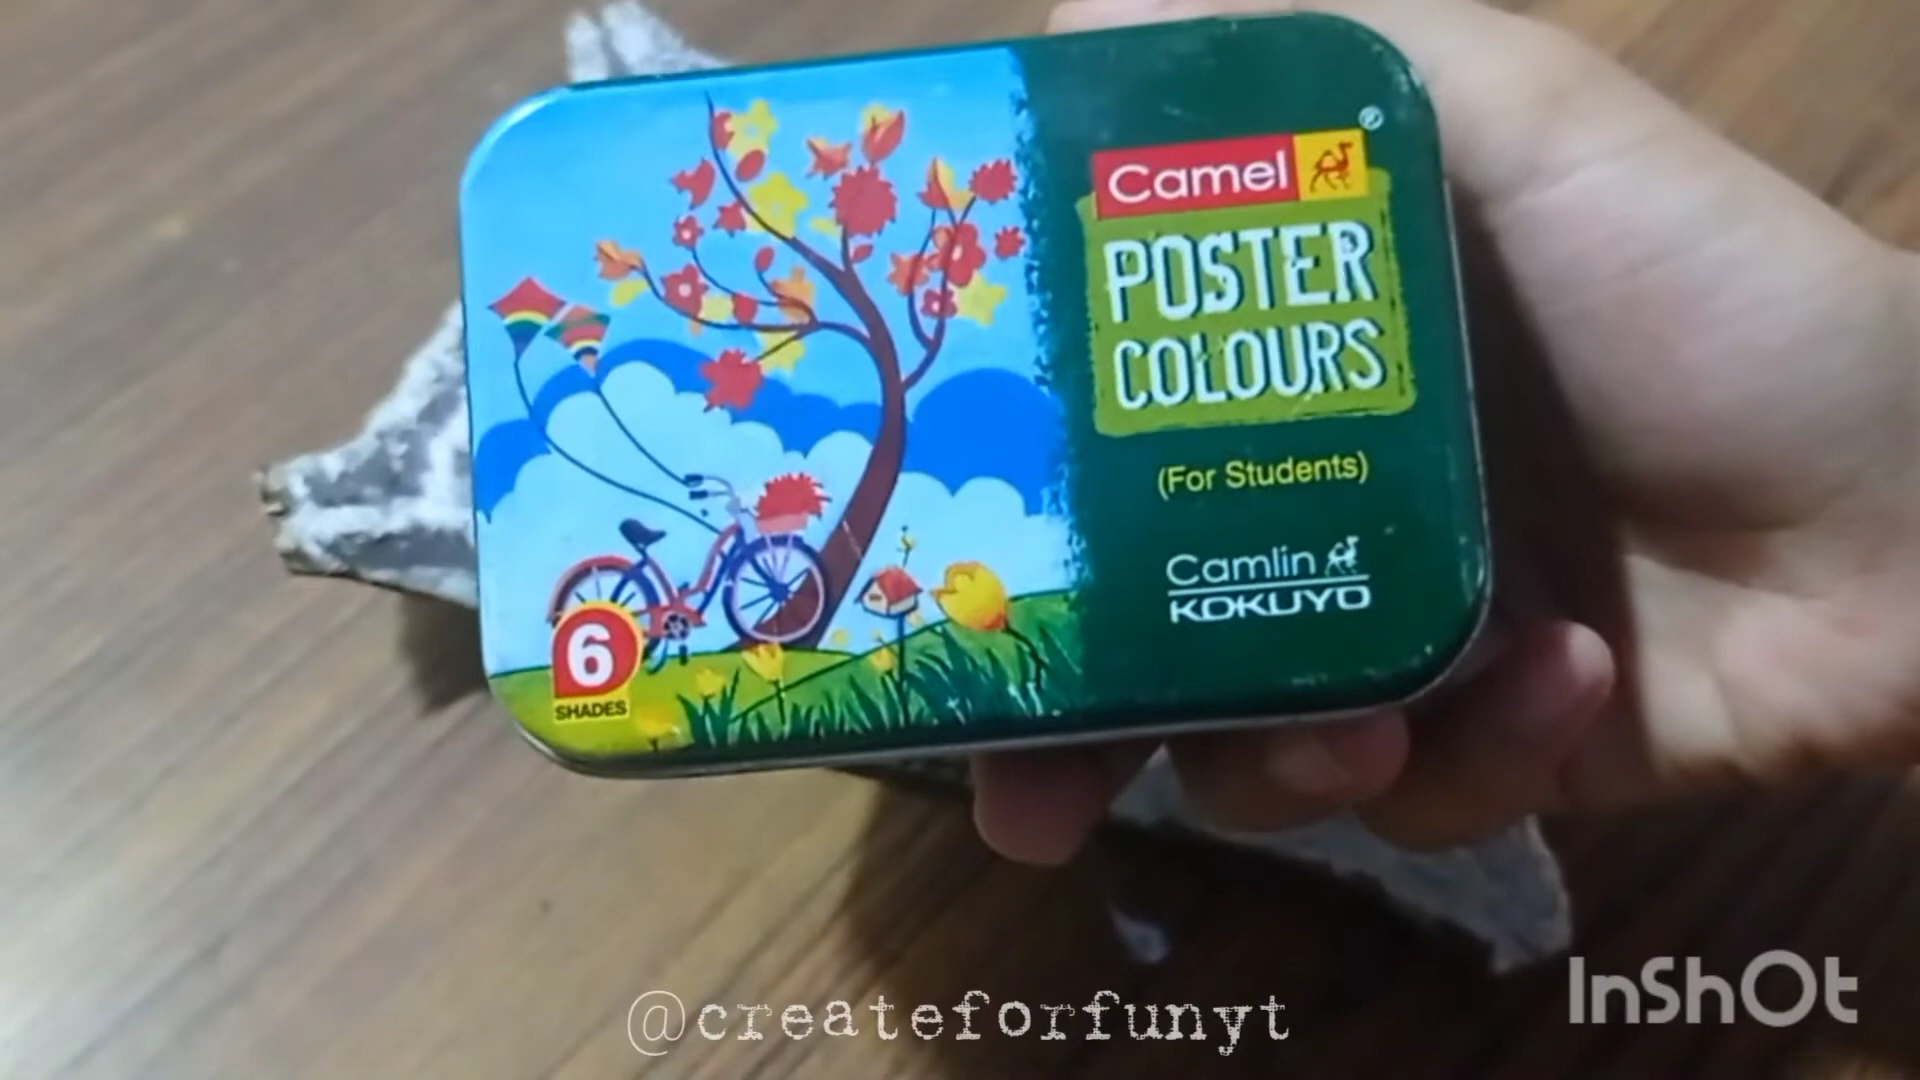 Camel ®
POSTER
COLOURS
(For Students)
Camlin
KOKUYO
6
SHADES
InShOt
@createforfunyt